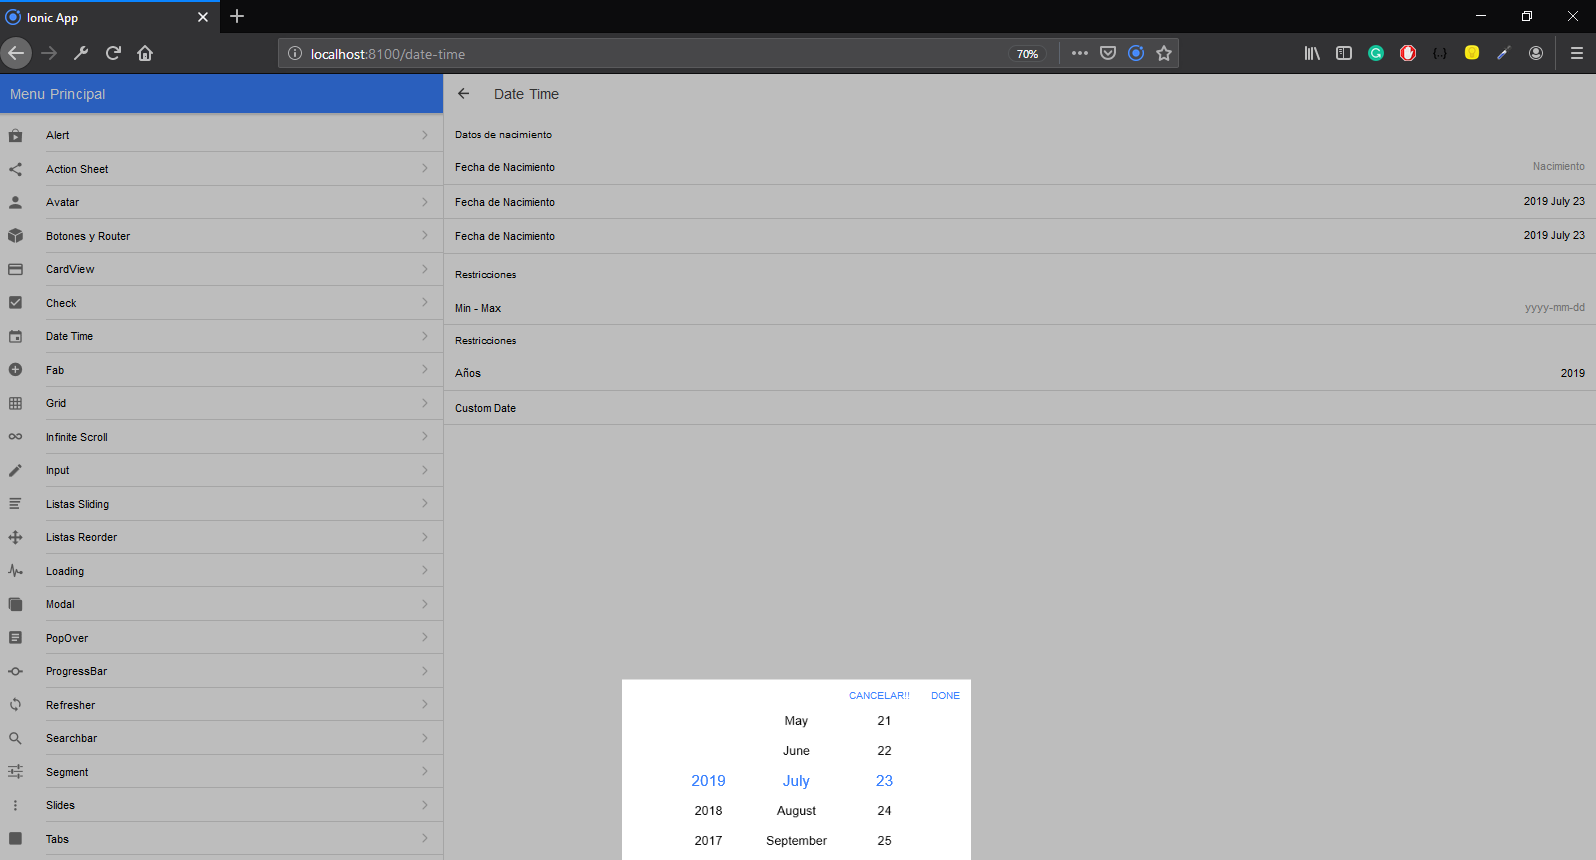 Ionic App
localhost:8100/date-time
70%
Menu Principal
Alert
Action Sheet
Avatar
Botones y Router
CardView
Check
Date Time
Fab
Grid
Infinite Scroll
Input
Listas Sliding
Listas Reorder
Loading
Modal
PopOver
ProgressBar
Refresher
Searchbar
Segment
Slides
Tabs
Date Time
Datos de nacimiento
Fecha de Nacimiento Nacimiento
Fecha de Nacimiento 2019 July 23
Fecha de Nacimiento 2019 July 23
Restricciones
Min - Max yyyy-mm-dd
Restricciones
Años 2019
Custom Date
CANCELAR!! DONE
May 21
June 22
2019 July 23
2018 August 24
2017 September 25